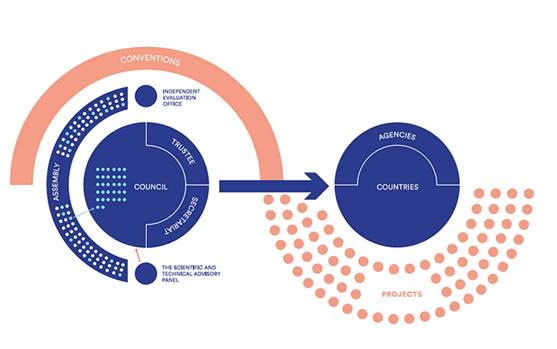 CONVENTIONS
INDEPENDENT
EVALUATION
OFFICE
ASSEMBLY
COUNCIL
TRUSTEE
SECRETARIAT
THE SCIENTIFIC AND
TECHNICAL ADVISORY
PANEL
AGENCIES
COUNTRIES
PROJECTS